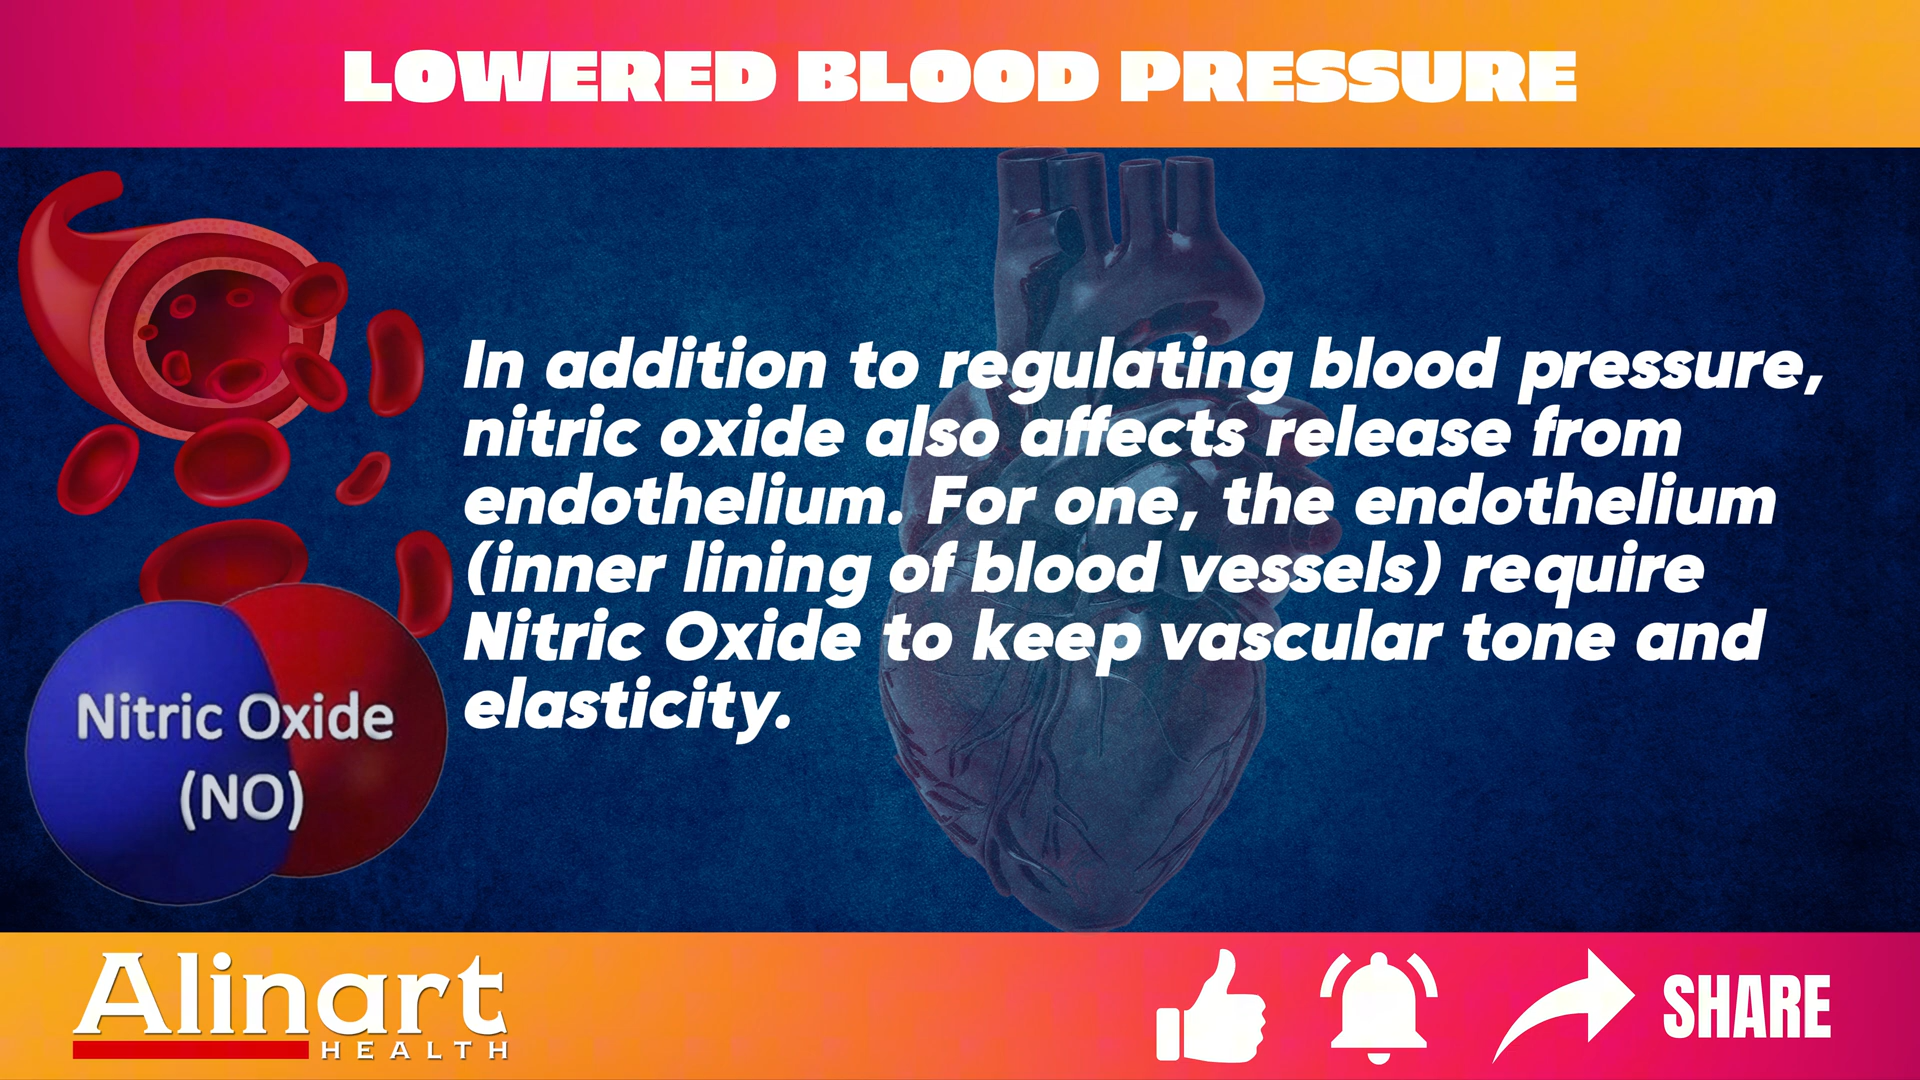 LOWERED BLOOD PRESSURE
In addition to regulating blood pressure,
nitric oxide also affects release from
endothelium. For one, the endothelium
(inner lining of blood vessels) require
Nitric Oxide to keep vascular tone and
elasticity.
Nitric Oxide
(NO)
Alinart
HEALTH
SHARE